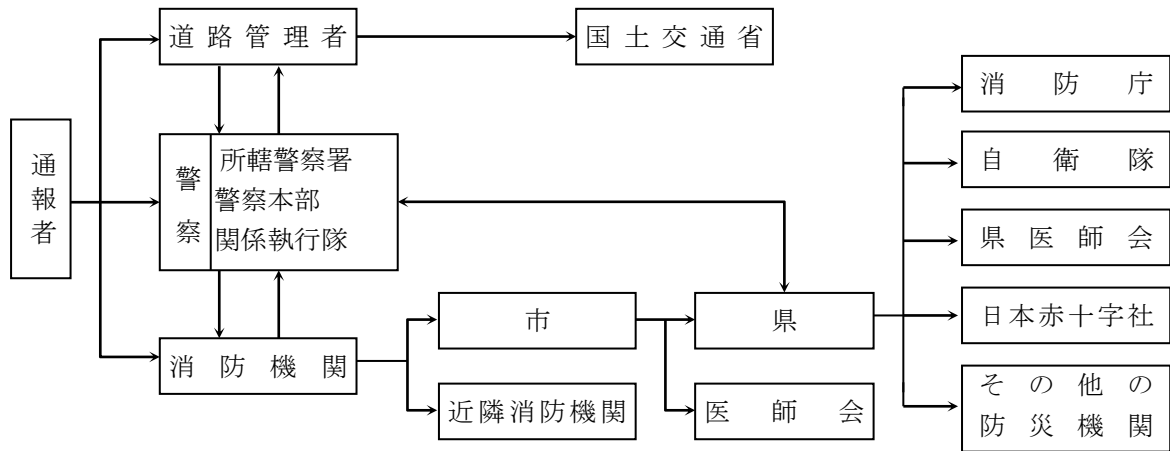 道路管理者
国土交通省
消防庁
通報者
警察
所轄警察署
警察本部
関係執行隊
自衛隊
県医師会
市
県
日本赤十字社
消防機関
近隣消防機関
医師会
その他の
防災機関